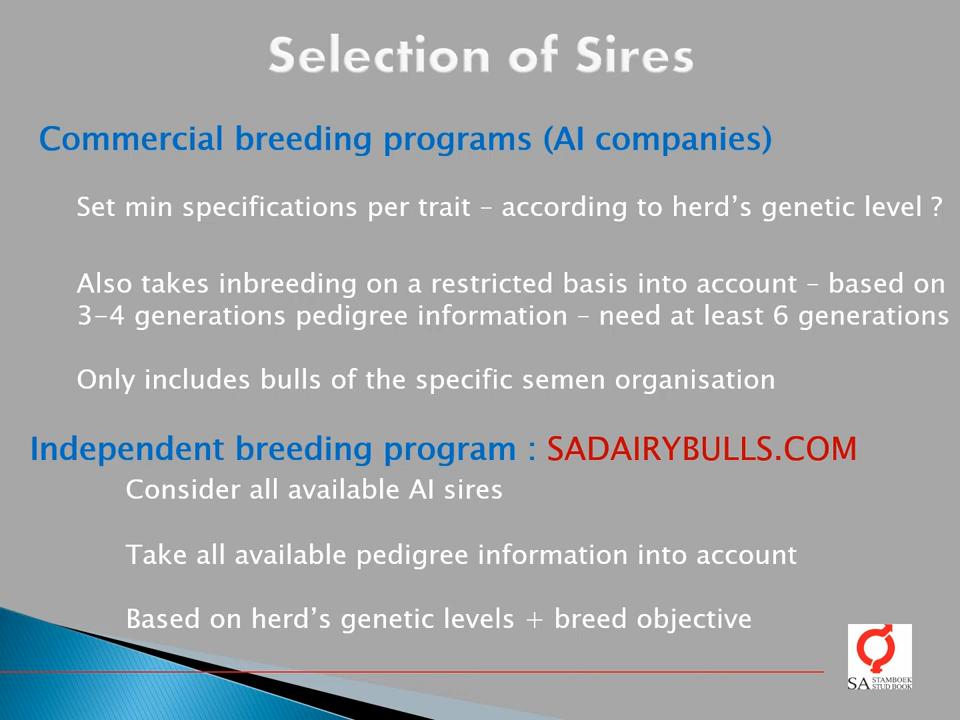 Selection of Sires
Commercial breeding programs (AI companies)
Set min specifications per trait – according to herd’s genetic level ?
Also takes inbreeding on a restricted basis into account – based on
3-4 generations pedigree information – need at least 6 generations
Only includes bulls of the specific semen organisation
Independent breeding program : SADAIRYBULLS.COM
Consider all available AI sires
Take all available pedigree information into account
Based on herd’s genetic levels + breed objective
SA STAMBOEK
STUD BOOK